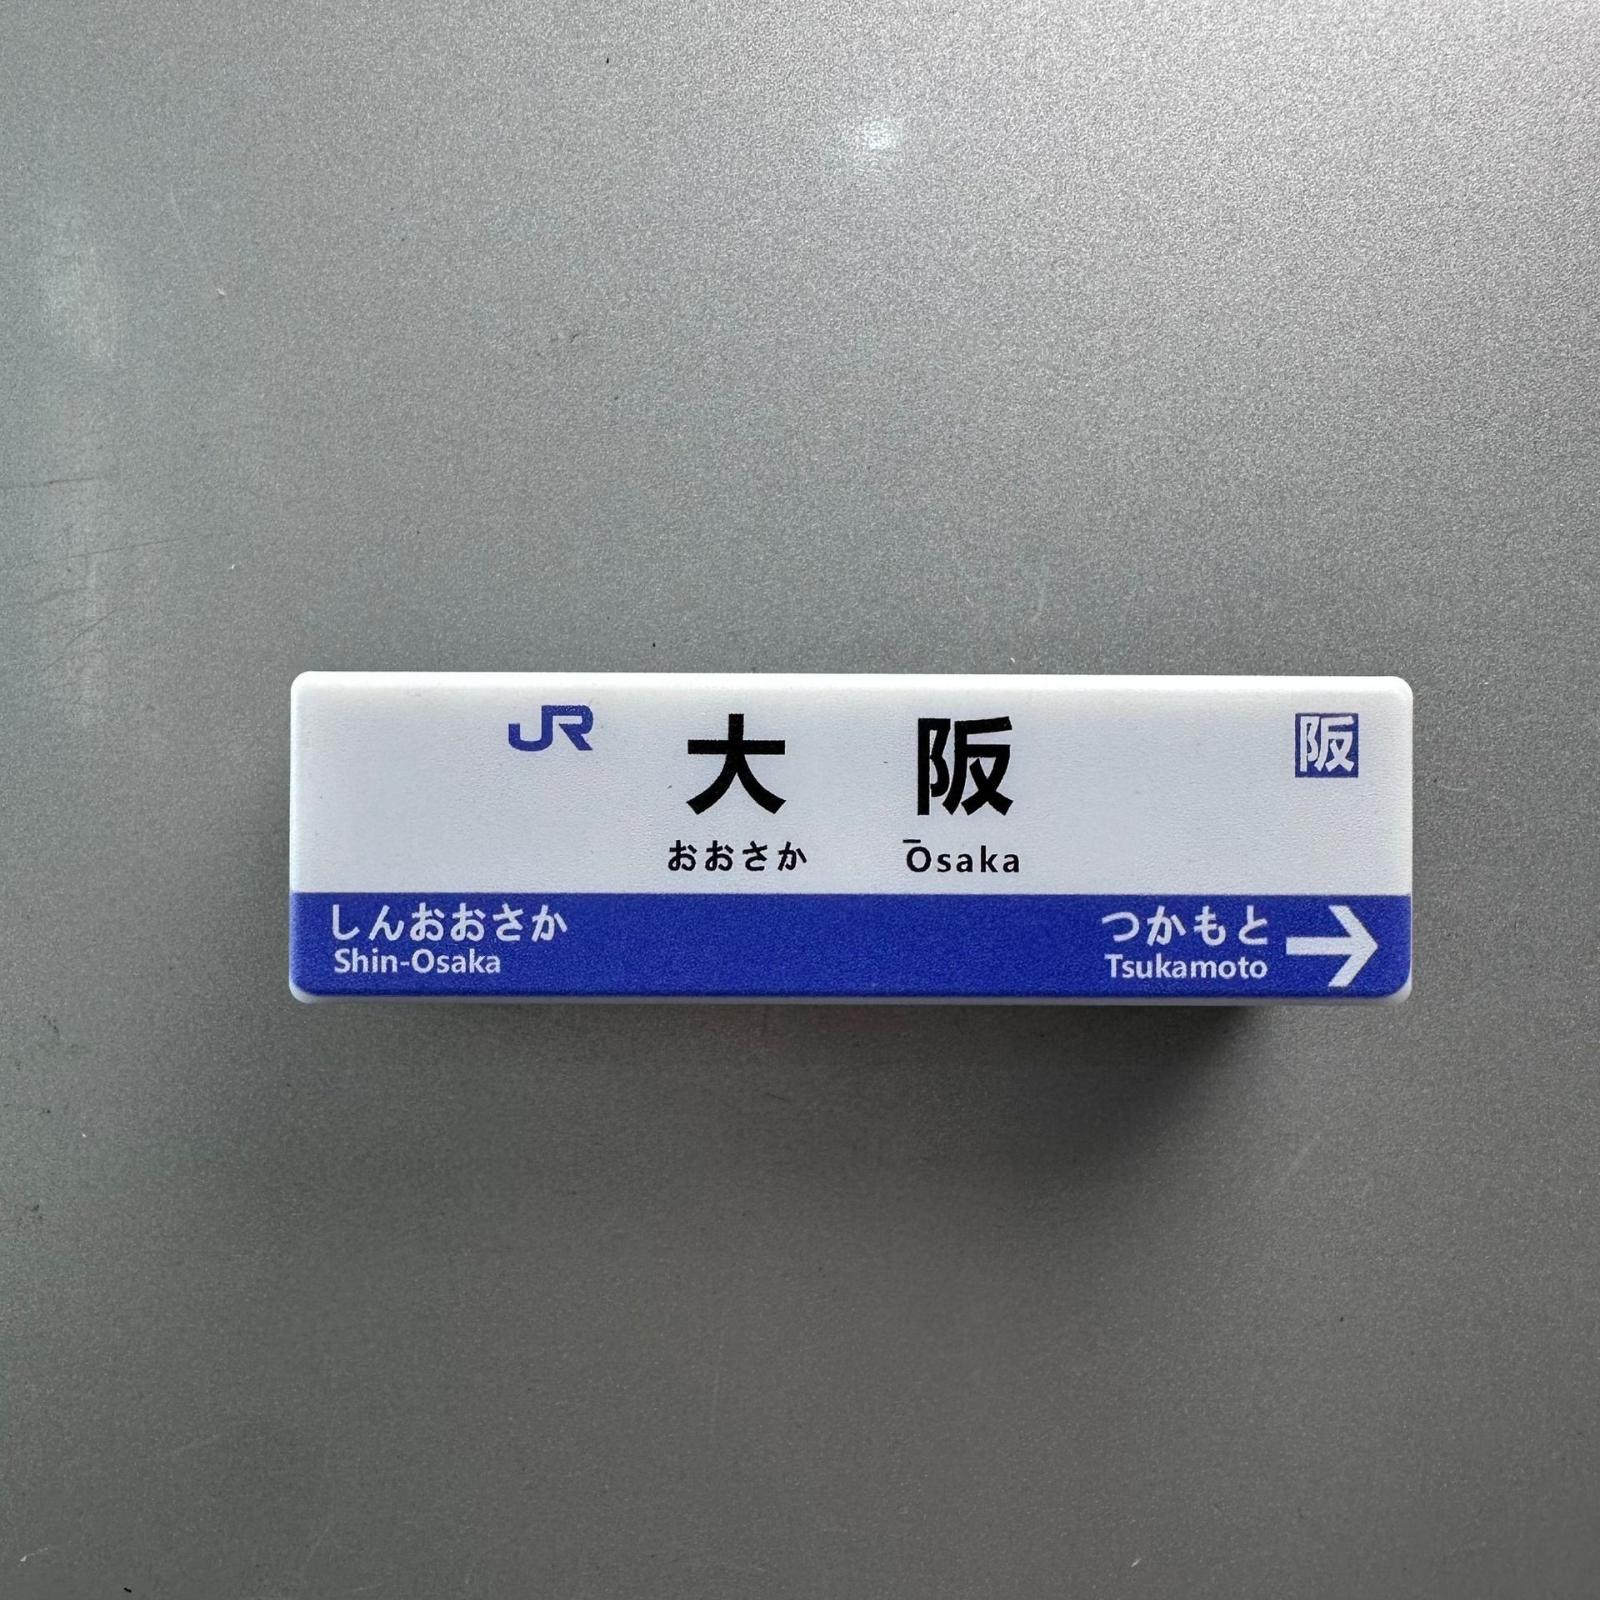 JR
大阪
阪
おおさか Ōsaka
しんおおさか
Shin-Osaka
つかもと
Tsukamoto